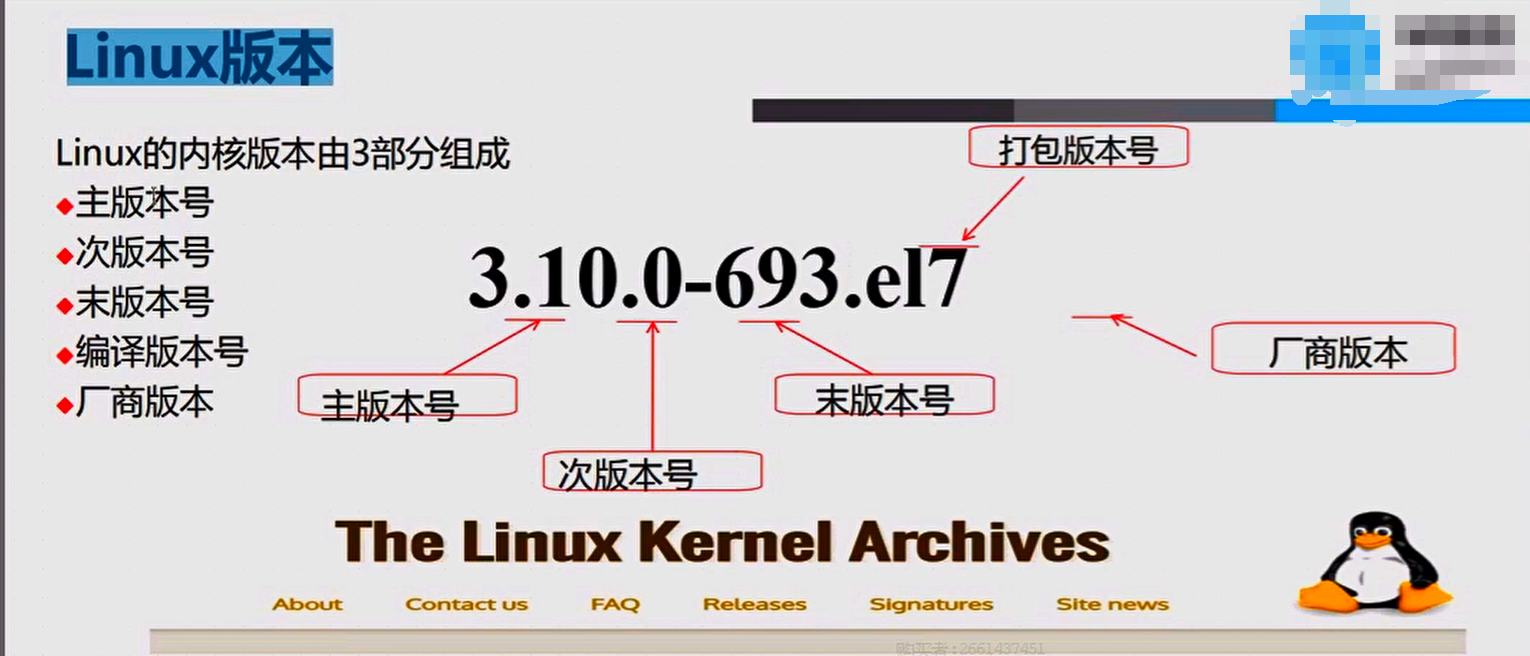 Linux版本
Linux的内核版本由3部分组成
主版本号
次版本号
末版本号
编译版本号
厂商版本
打包版本号
3.10.0-693.el7
厂商版本
主版本号
末版本号
次版本号
The Linux Kernel Archives
About Contact us FAQ Releases Signatures Site news
购买者:2661437451